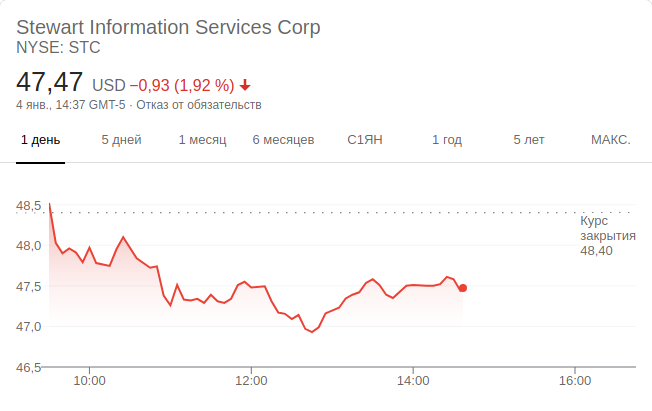 Stewart Information Services Corp
NYSE: STC
47,47 USD −0,93 (1,92 %)
4 янв., 14:37 GMT-5 · Отказ от обязательств
1 день 5 дней 1 месяц 6 месяцев С1ЯН 1 год 5 лет МАКС.
48,5
Курс
закрытия
48,40
48,0
47,5
47,0
46,5
10:00 12:00 14:00 16:00